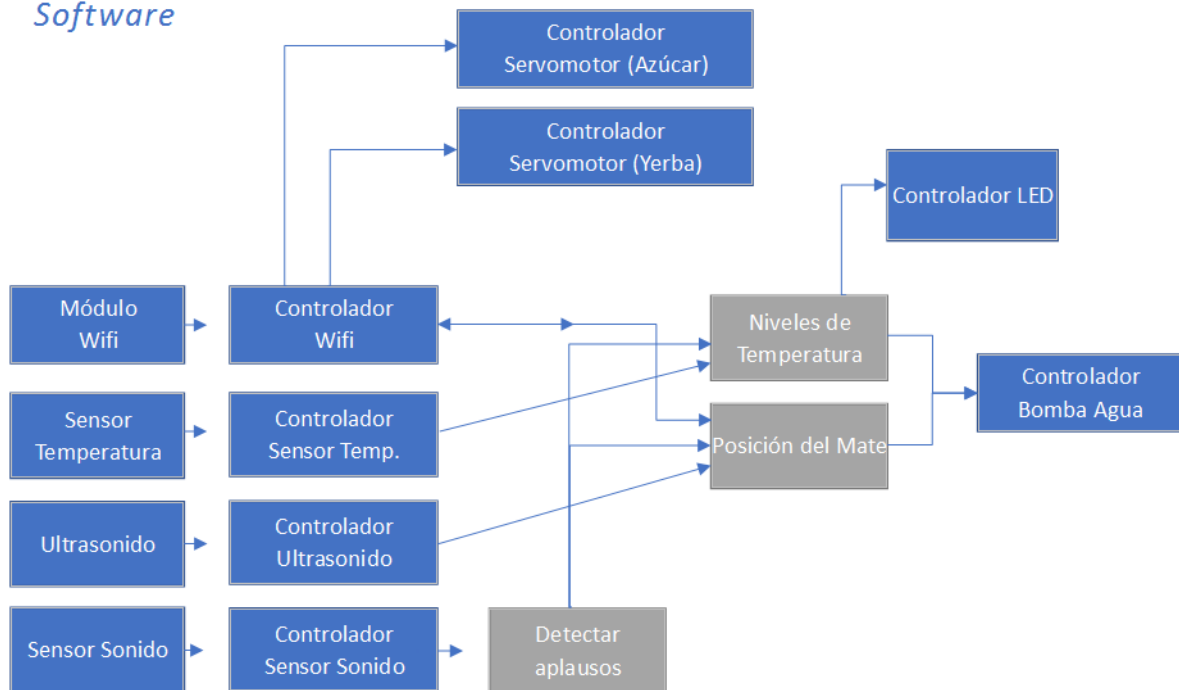 Software
Controlador
Servomotor (Azúcar)
Controlador
Servomotor (Yerba)
Controlador LED
Módulo
Wifi
Controlador
Wifi
Niveles de
Temperatura
Controlador
Bomba Agua
Sensor
Temperatura
Controlador
Sensor Temp.
Posición del Mate
Ultrasonido
Controlador
Ultrasonido
Sensor Sonido
Controlador
Sensor Sonido
Detectar
aplausos